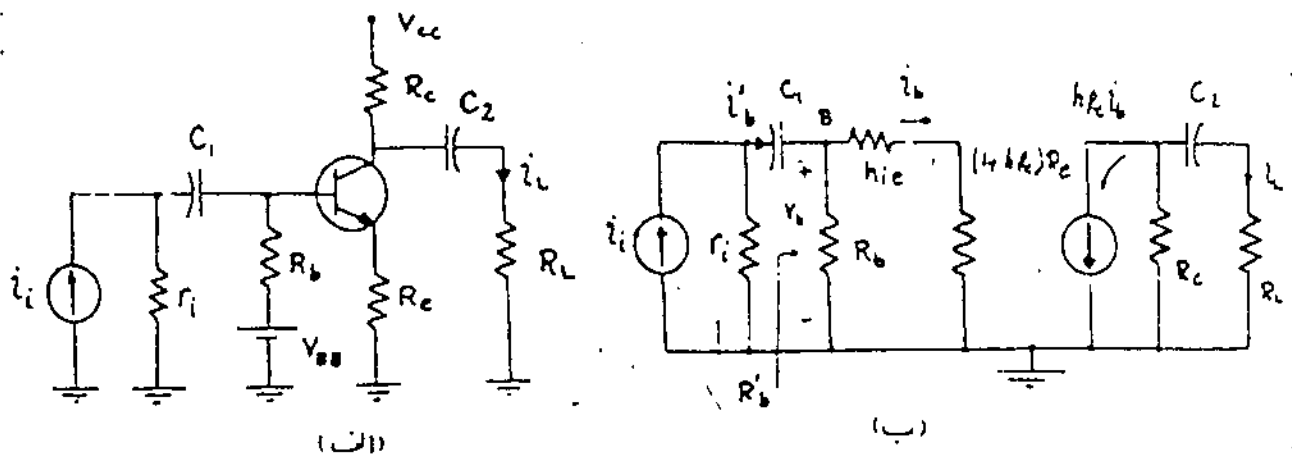 Vcc
Rc
C2
C1
iL
ii
ri
Rb
VBB
Re
RL
(الف)
i'b
C1
B
ib
hie
+
vb
-
ii
ri
Rb
R'b
(1+hfe)Re
hfe ib
C2
Rc
iL
RL
(ب)